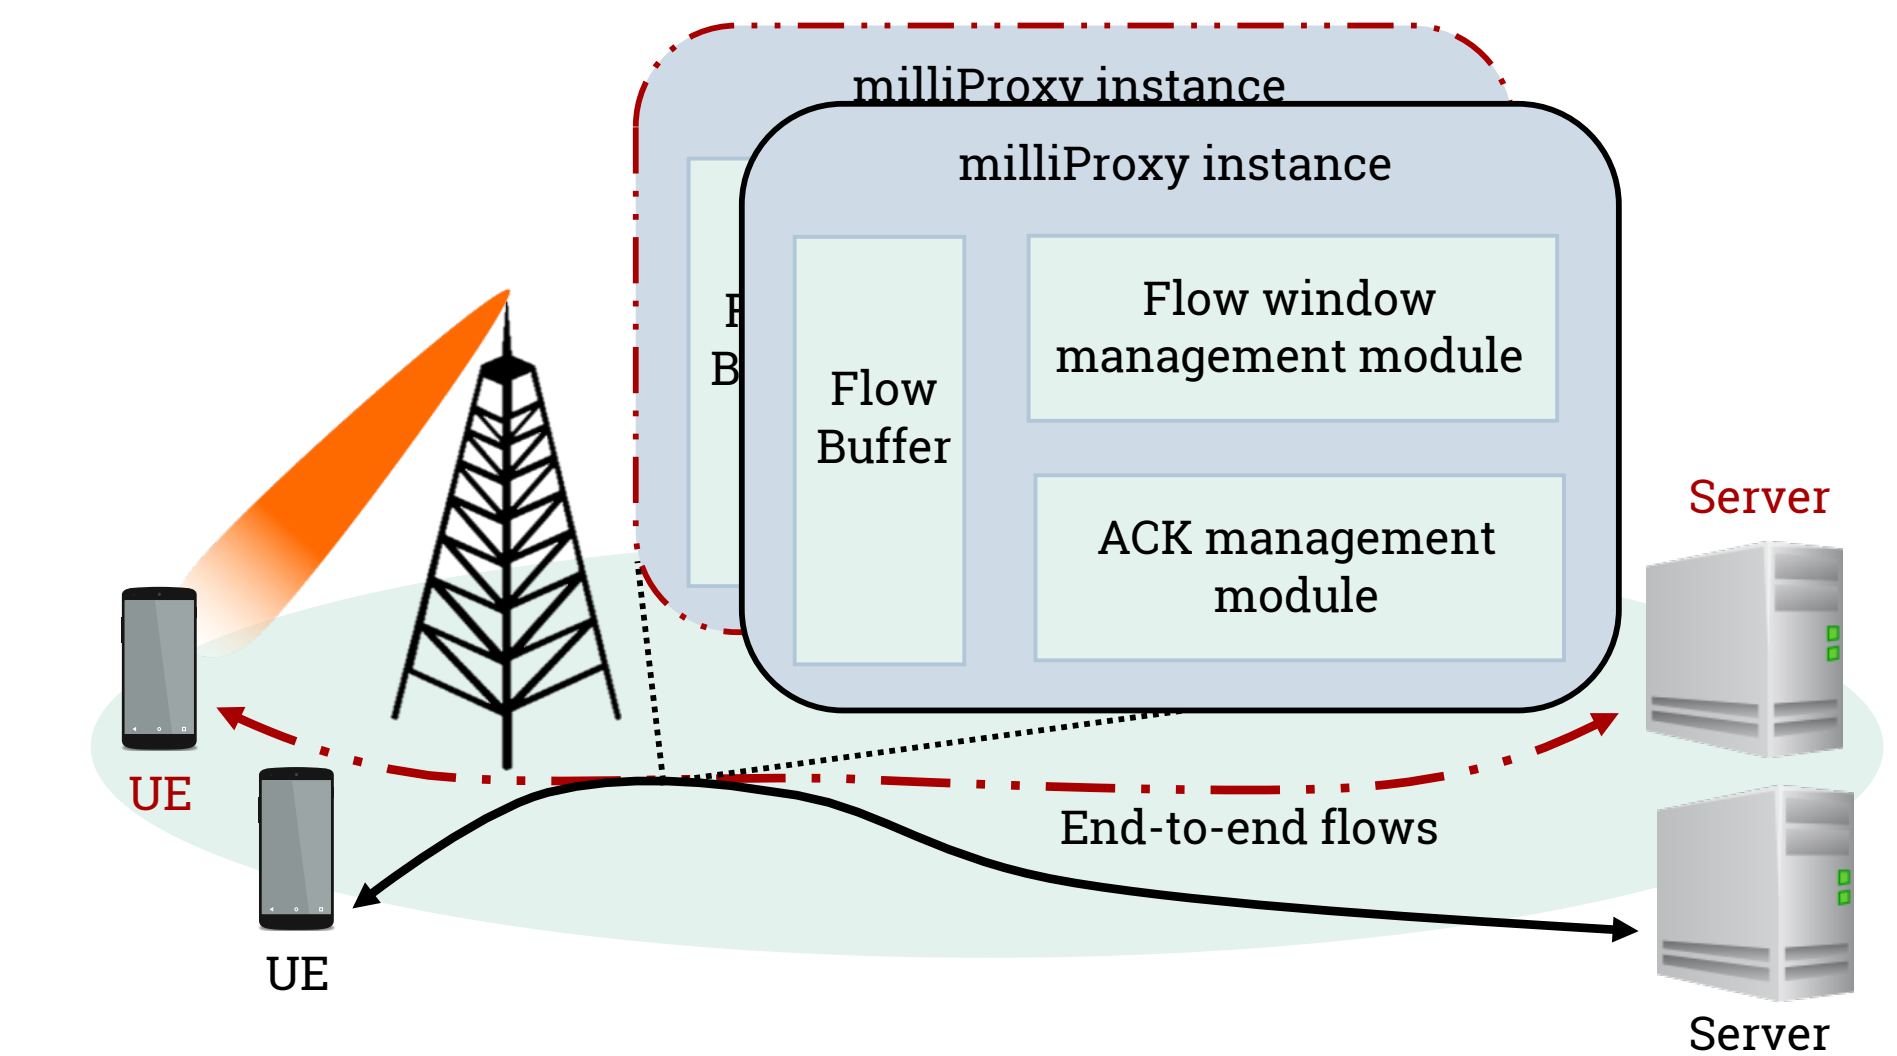 milliProxy instance
milliProxy instance
F
B
Flow
Buffer
Flow window
management module
ACK management
module
Server
UE
End-to-end flows
UE
Server